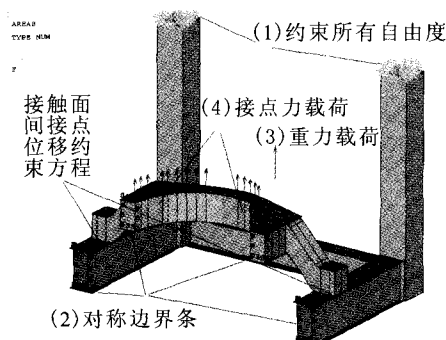 AREAS
TYPE NUM
F
(1)约束所有自由度
接触面
间接点
位移约
束方程
(4)接点力载荷
(3)重力载荷
(2)对称边界条